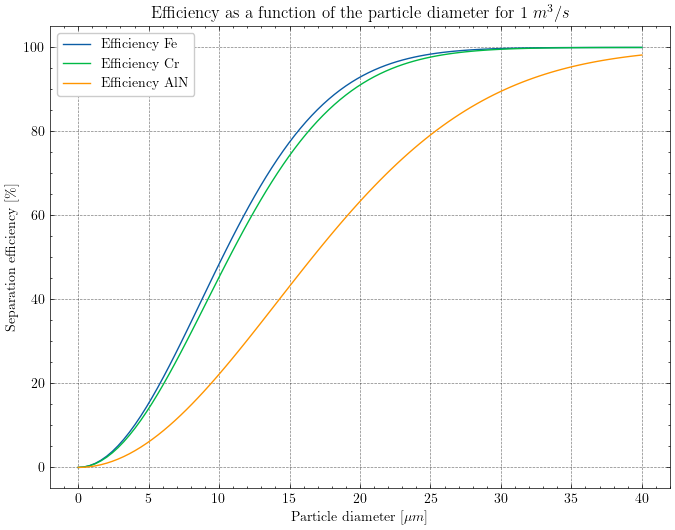 Efficiency as a function of the particle diameter for 1 m³/s
Efficiency Fe
Efficiency Cr
Efficiency AlN
Separation efficiency [%]
100
80
60
40
20
0
0 5 10 15 20 25 30 35 40
Particle diameter [μm]